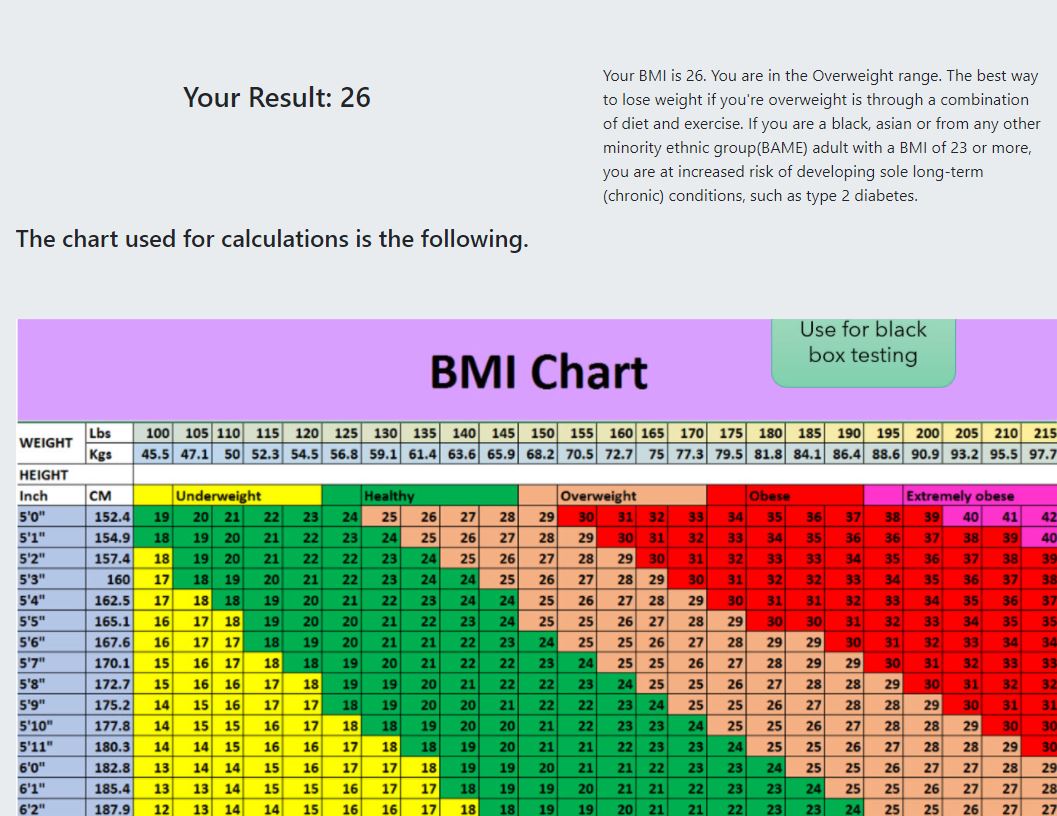 Your Result: 26
Your BMI is 26. You are in the Overweight range. The best way
to lose weight if you're overweight is through a combination
of diet and exercise. If you are a black, asian or from any other
minority ethnic group(BAME) adult with a BMI of 23 or more,
you are at increased risk of developing sole long-term
(chronic) conditions, such as type 2 diabetes.
The chart used for calculations is the following.
Use for black
box testing
BMI Chart
WEIGHT
Lbs 100 105 110 115 120 125 130 135 140 145 150 155 160 165 170 175 180 185 190 195 200 205 210 215
Kgs 45.5 47.1 50 52.3 54.5 56.8 59.1 61.4 63.6 65.9 68.2 70.5 72.7 75 77.3 79.5 81.8 84.1 86.4 88.6 90.9 93.2 95.5 97.7
HEIGHT
Inch CM Underweight Healthy Overweight Obese Extremely obese
5'0" 152.4 19 20 21 22 23 24 25 26 27 28 29 30 31 32 33 34 35 36 37 38 39 40 41 42
5'1" 154.9 18 19 20 21 22 23 24 25 26 27 28 29 30 31 32 33 34 35 36 36 37 38 39 40
5'2" 157.4 18 19 20 21 22 22 23 24 25 26 27 28 29 30 31 32 33 33 34 35 36 37 38 39
5'3" 160 17 18 19 20 21 22 23 24 24 25 26 27 28 29 30 31 32 32 33 34 35 36 37 38
5'4" 162.5 17 18 18 19 20 21 22 23 24 24 25 26 27 28 29 30 31 31 32 33 34 35 36 37
5'5" 165.1 16 17 18 19 20 20 21 22 23 24 25 25 26 27 28 29 30 30 31 32 33 34 35 35
5'6" 167.6 16 17 17 18 19 20 21 21 22 23 24 25 25 26 27 28 29 29 30 31 32 33 34 34
5'7" 170.1 15 16 17 18 18 19 20 21 22 22 23 24 25 25 26 27 28 29 29 30 31 32 33 33
5'8" 172.7 15 16 16 17 18 19 19 20 21 22 22 23 24 25 25 26 27 28 28 29 30 31 32 32
5'9" 175.2 14 15 16 17 17 18 19 20 20 21 22 22 23 24 25 25 26 27 28 28 29 30 31 31
5'10" 177.8 14 15 15 16 17 18 18 19 20 20 21 22 23 23 24 25 25 26 27 28 28 29 30 30
5'11" 180.3 14 14 15 16 16 17 18 18 19 20 21 21 22 23 23 24 25 25 26 27 28 28 29 30
6'0" 182.8 13 14 14 15 16 17 17 18 19 19 20 21 21 22 23 23 24 25 25 26 27 27 28 29
6'1" 185.4 13 13 14 15 15 16 17 17 18 19 19 20 21 21 22 23 23 24 25 25 26 27 27 28
6'2" 187.9 12 13 14 14 15 16 16 17 18 18 19 19 20 21 21 22 23 23 24 25 25 26 27 27